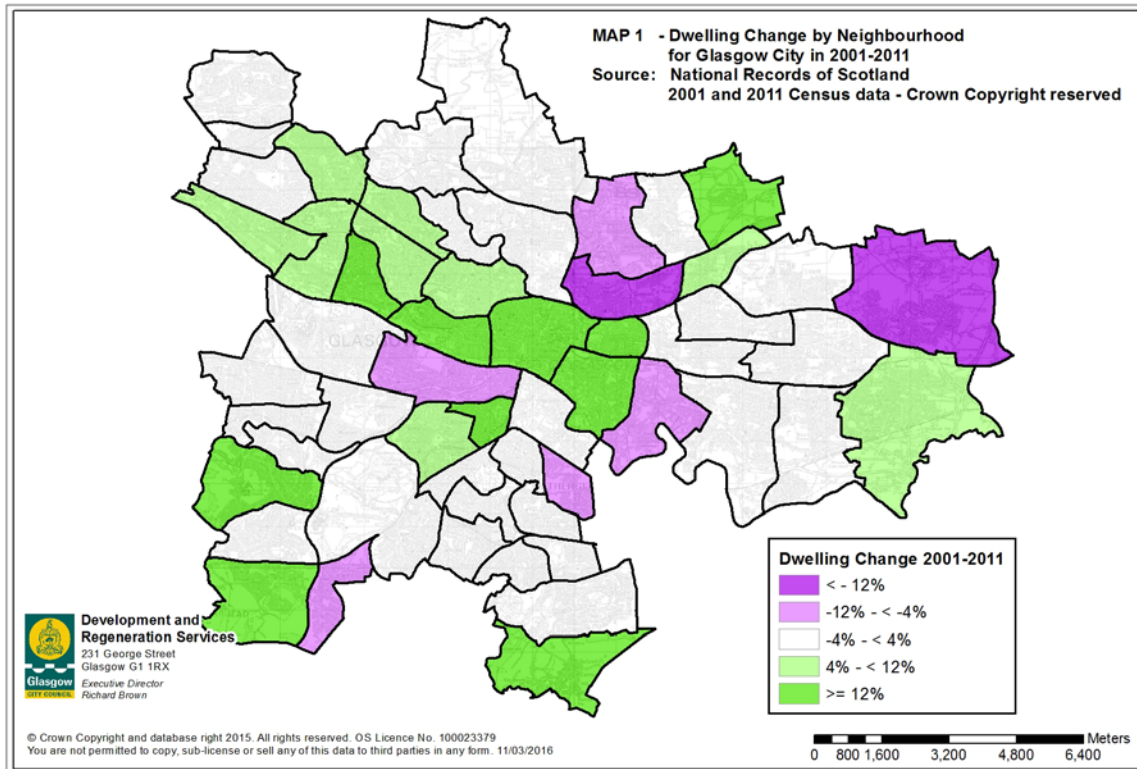 MAP 1 - Dwelling Change by Neighbourhood
for Glasgow City in 2001-2011
Source: National Records of Scotland
2001 and 2011 Census data - Crown Copyright reserved
GLASGOW
Dwelling Change 2001-2011
< - 12%
-12% - < -4%
-4% - < 4%
4% - < 12%
>= 12%
Development and
Regeneration Services
231 George Street
Glasgow G1 1RX
Executive Director
Richard Brown
Glasgow
CITY COUNCIL
© Crown Copyright and database right 2015. All rights reserved. OS Licence No. 100023379
You are not permitted to copy, sub-license or sell any of this data to third parties in any form. 11/03/2016
Meters
0 800 1,600 3,200 4,800 6,400